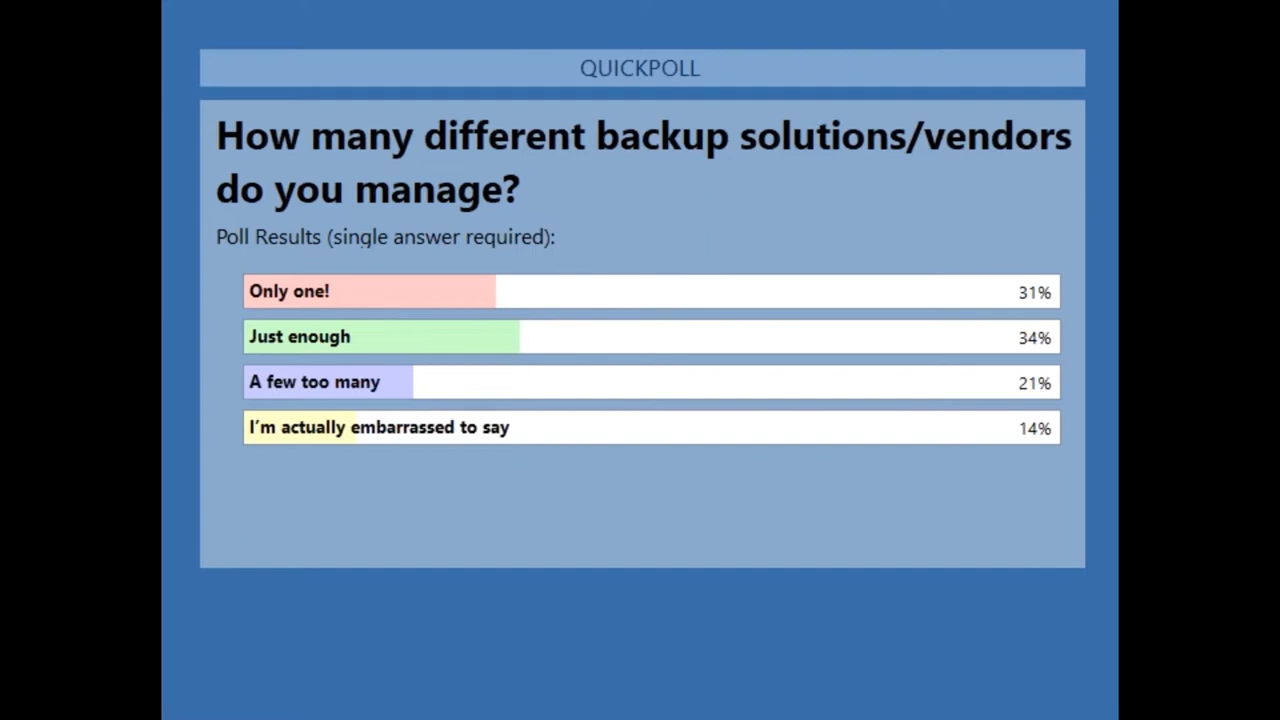 QUICKPOLL
How many different backup solutions/vendors
do you manage?
Poll Results (single answer required):
Only one! 31%
Just enough 34%
A few too many 21%
I’m actually embarrassed to say 14%